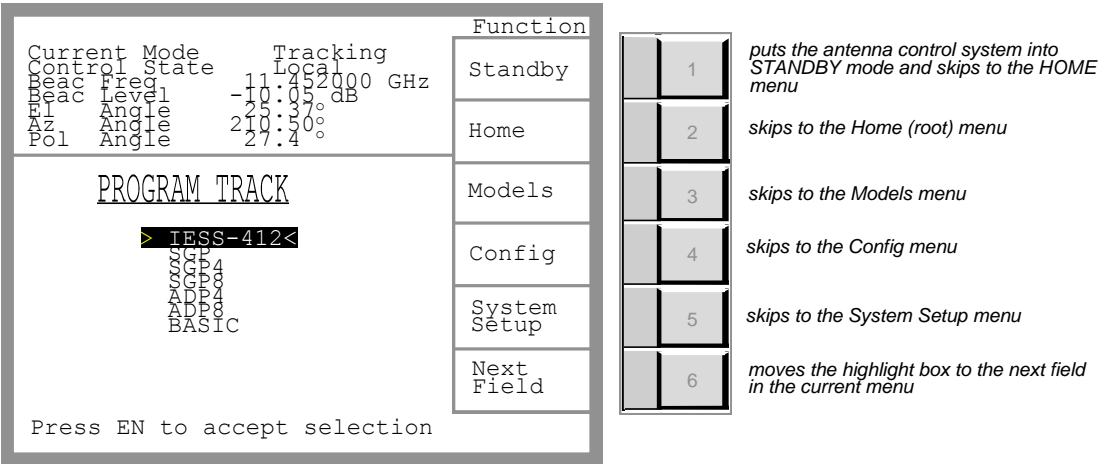 Function
Current Mode Tracking
Control State Local
Beac Freq 11.452000 GHz
Beac Level -10.05 dB
El Angle 25.37°
Az Angle 210.50°
Pol Angle 27.4 °
PROGRAM TRACK
> IESS-412<
SGP
SGP4
SGP8
ADP4
ADP8
BASIC
Press EN to accept selection
Standby
Home
Models
Config
System
Setup
Next
Field
1
puts the antenna control system into
STANDBY mode and skips to the HOME
menu
2
skips to the Home (root) menu
3
skips to the Models menu
4
skips to the Config menu
5
skips to the System Setup menu
6
moves the highlight box to the next field
in the current menu